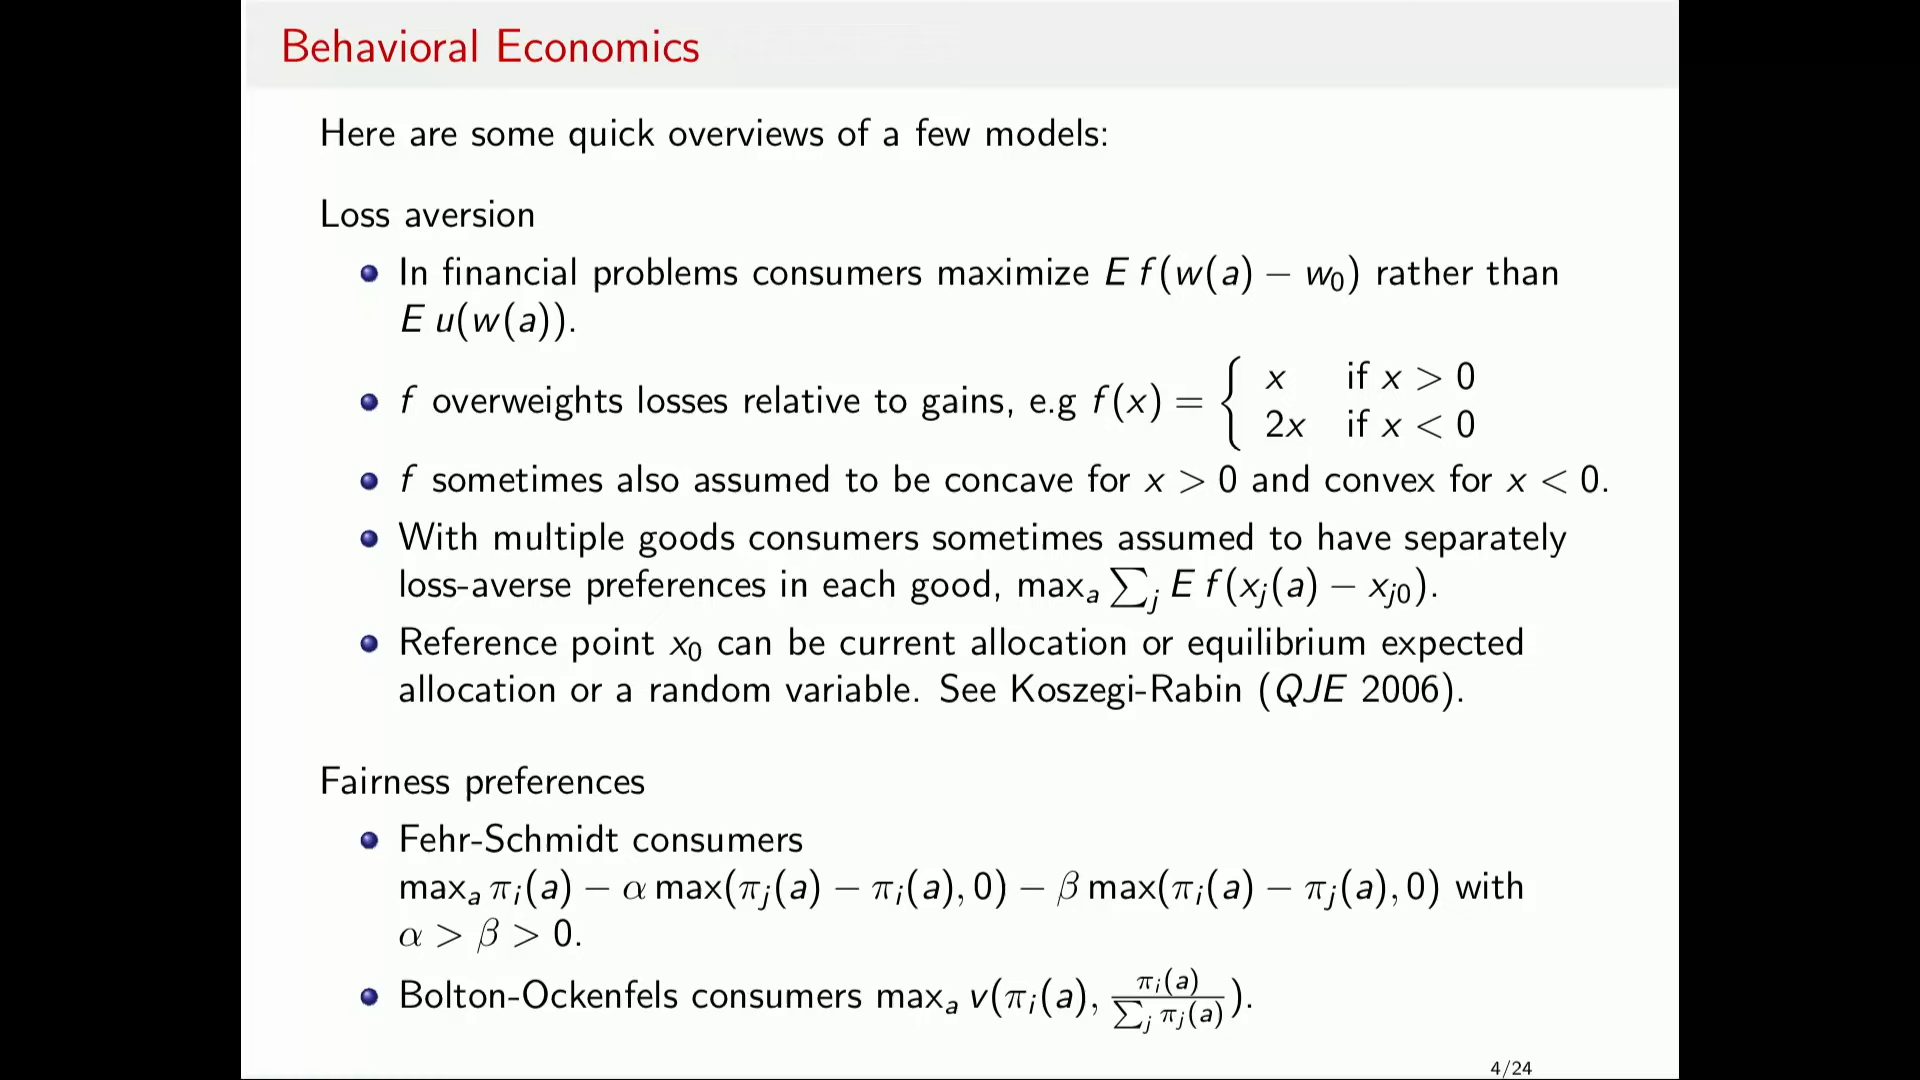 Behavioral Economics
Here are some quick overviews of a few models:
Loss aversion
In financial problems consumers maximize E f(w(a) − w₀) rather than
E u(w(a)).
f overweights losses relative to gains, e.g f(x) = { x if x > 0
2x if x < 0
f sometimes also assumed to be concave for x > 0 and convex for x < 0.
With multiple goods consumers sometimes assumed to have separately
loss-averse preferences in each good, maxₐ ∑ⱼ E f(xⱼ(a) − xⱼ₀).
Reference point x₀ can be current allocation or equilibrium expected
allocation or a random variable. See Koszegi-Rabin (QJE 2006).
Fairness preferences
Fehr-Schmidt consumers
maxₐ πᵢ(a) − α max(πⱼ(a) − πᵢ(a), 0) − β max(πᵢ(a) − πⱼ(a), 0) with
α > β > 0.
Bolton-Ockenfels consumers maxₐ v(πᵢ(a), πᵢ(a) / ∑ⱼ πⱼ(a)).
4/24